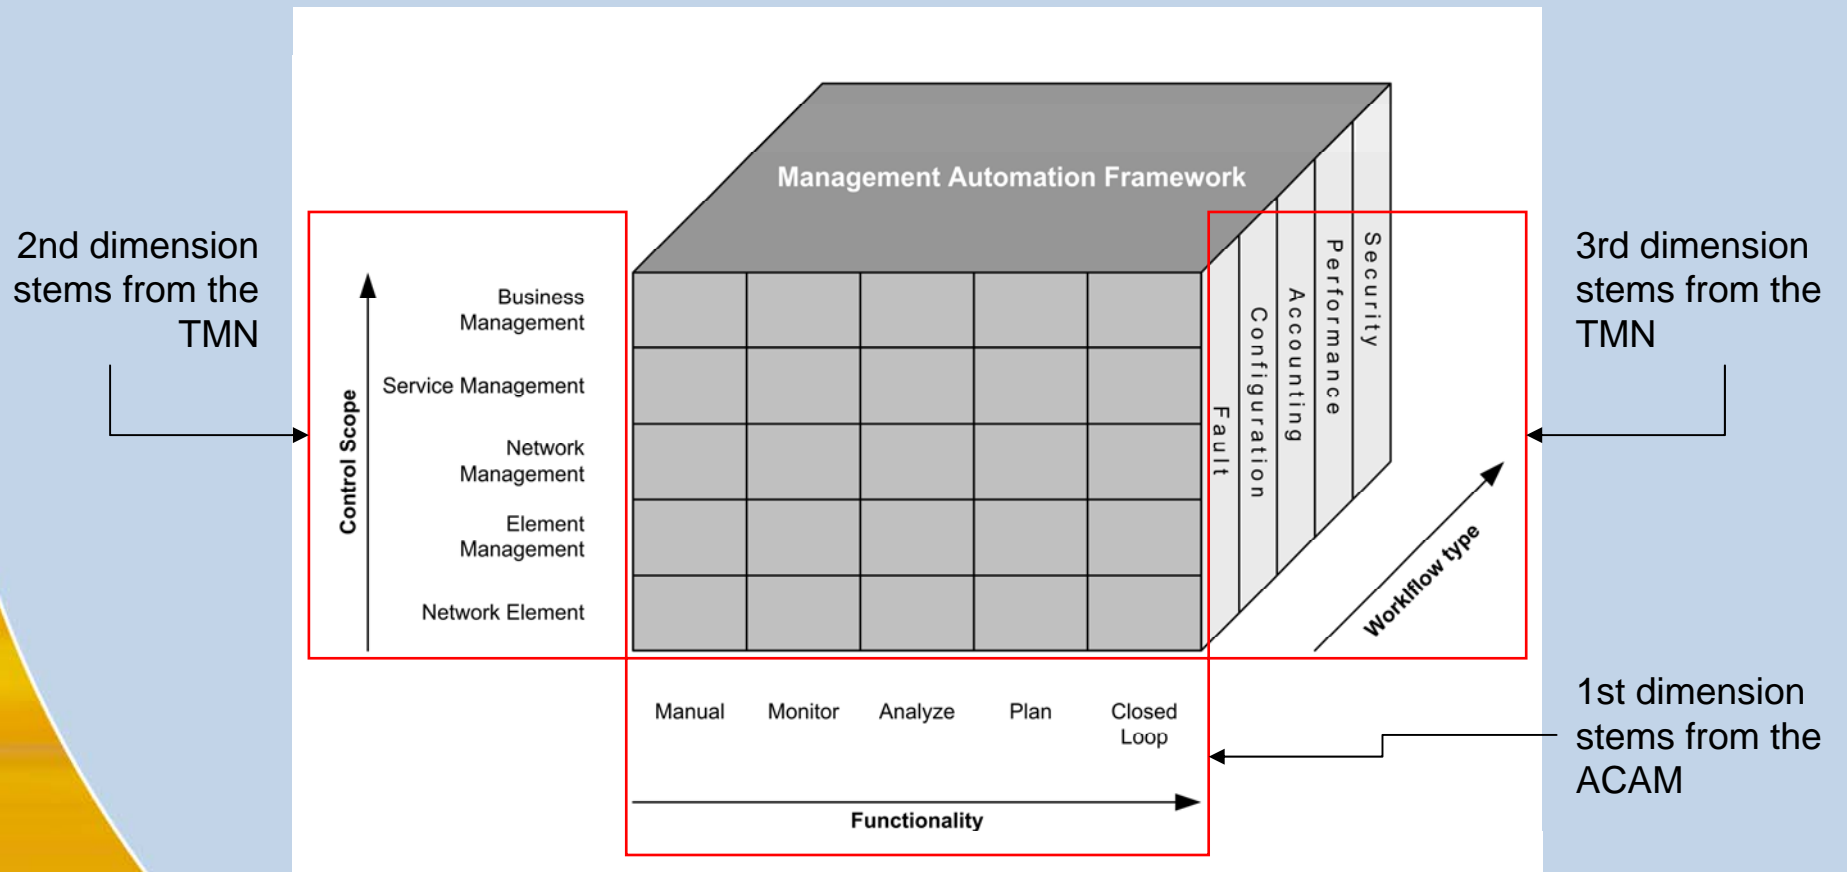 Management Automation Framework
2nd dimension
stems from the
TMN
Control Scope
Business
Management
Service Management
Network
Management
Element
Management
Network Element
Fault
Configuration
Accounting
Performance
Security
Worklflow type
3rd dimension
stems from the
TMN
Manual
Monitor
Analyze
Plan
Closed
Loop
Functionality
1st dimension
stems from the
ACAM